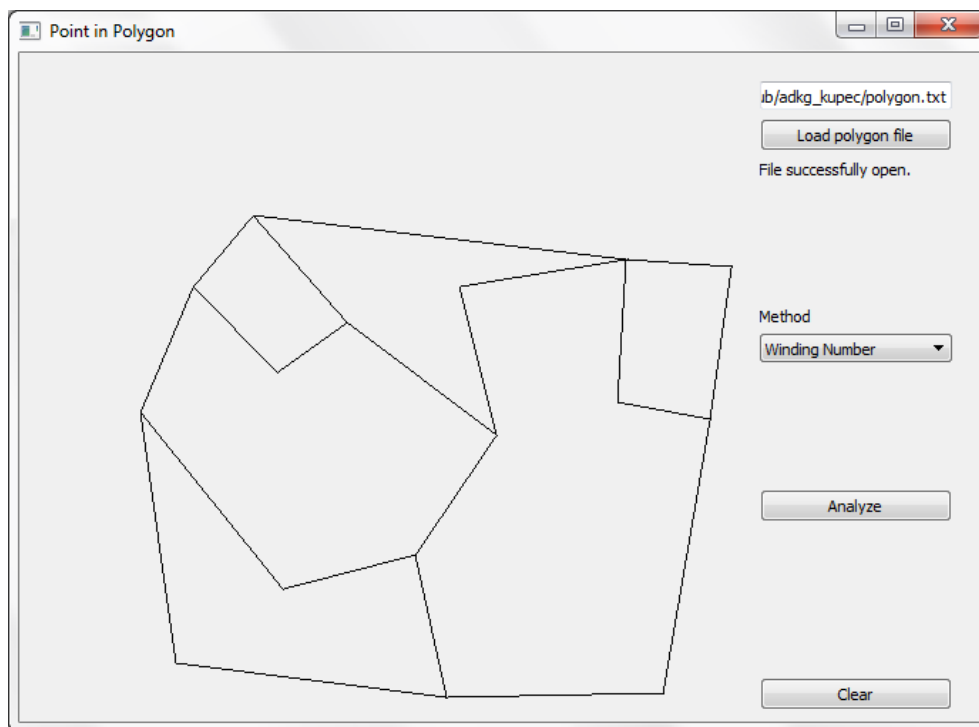 Point in Polygon
ub/adkg_kupec/polygon.txt
Load polygon file
File successfully open.
Method
Winding Number
Analyze
Clear